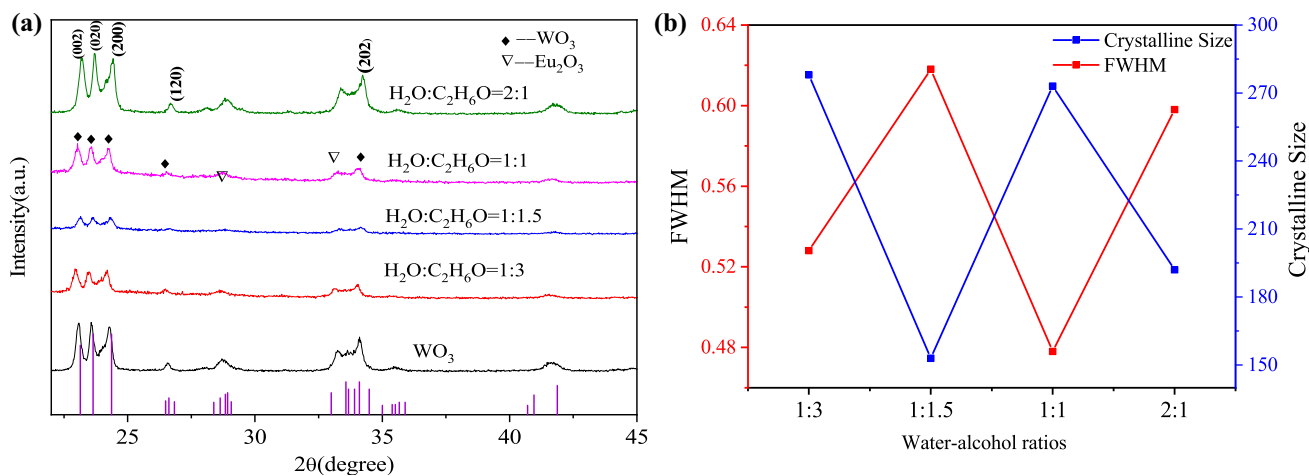 (a)
(002)
(020)
(200)
(120)
(202)
◆ −−WO₃
▽−−Eu₂O₃
H₂O:C₂H₆O=2:1
H₂O:C₂H₆O=1:1
H₂O:C₂H₆O=1:1.5
H₂O:C₂H₆O=1:3
WO₃
Intensity(a.u.)
25 30 35 40 45
2θ(degree)
(b)
Crystalline Size
FWHM
0.64
0.60
0.56
0.52
0.48
FWHM
300
270
240
210
180
150
Crystalline Size
1:3 1:1.5 1:1 2:1
Water-alcohol ratios